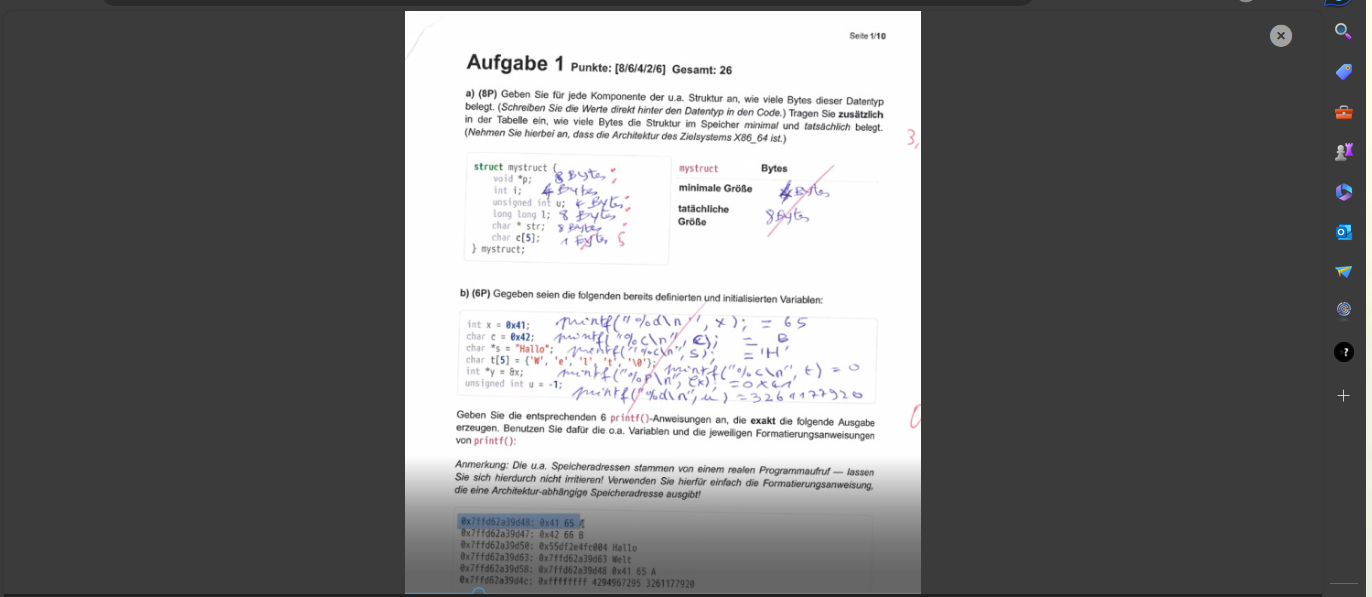 Seite 1/10
Aufgabe 1 Punkte: [8/6/4/2/6] Gesamt: 26
a) (8P) Geben Sie für jede Komponente der u.a. Struktur an, wie viele Bytes dieser Datentyp
belegt. (Schreiben Sie die Werte direkt hinter den Datentyp in den Code.) Tragen Sie zusätzlich
in der Tabelle ein, wie viele Bytes die Struktur im Speicher minimal und tatsächlich belegt.
(Nehmen Sie hierbei an, dass die Architektur des Zielsystems X86_64 ist.)
3,
struct mystruct {
void *p; 8 Bytes
int i; 4 Bytes
unsigned int u; 4 Bytes
long long l; 8 Bytes
char * str; 8 Bytes
char c[5]; 1 Bytes 5
} mystruct;
mystruct Bytes
minimale Größe 4 Bytes
tatächliche
Größe 8 Bytes
b) (6P) Gegeben seien die folgenden bereits definierten und initialisierten Variablen:
int x = 0x41; printf("%d\n", x); = 65
char c = 0x42; printf("%c\n", c); = B
char *s = "Hallo"; printf("%c\n", s); = 'H'
char t[5] = {'W', 'e', 'l', 't', '\0'}; printf("%c\n", t) = 0
int *y = &x; printf("%p\n", (x)); = 0x41
unsigned int u = -1; printf("%d\n", u) = 3261177920
Geben Sie die entsprechenden 6 printf()-Anweisungen an, die exakt die folgende Ausgabe
erzeugen. Benutzen Sie dafür die o.a. Variablen und die jeweiligen Formatierungsanweisungen
von printf():
0
Anmerkung: Die u.a. Speicheradressen stammen von einem realen Programmaufruf — lassen
Sie sich hierdurch nicht irritieren! Verwenden Sie hierfür einfach die Formatierungsanweisung,
die eine Architektur-abhängige Speicheradresse ausgibt!
0x7ffd62a39d48: 0x41 65 A
0x7ffd62a39d47: 0x42 66 B
0x7ffd62a39d50: 0x55df2e4fc004 Hallo
0x7ffd62a39d63: 0x7ffd62a39d63 Welt
0x7ffd62a39d58: 0x7ffd62a39d48 0x41 65 A
0x7ffd62a39d4c: 0xffffffff 4294967295 3261177920